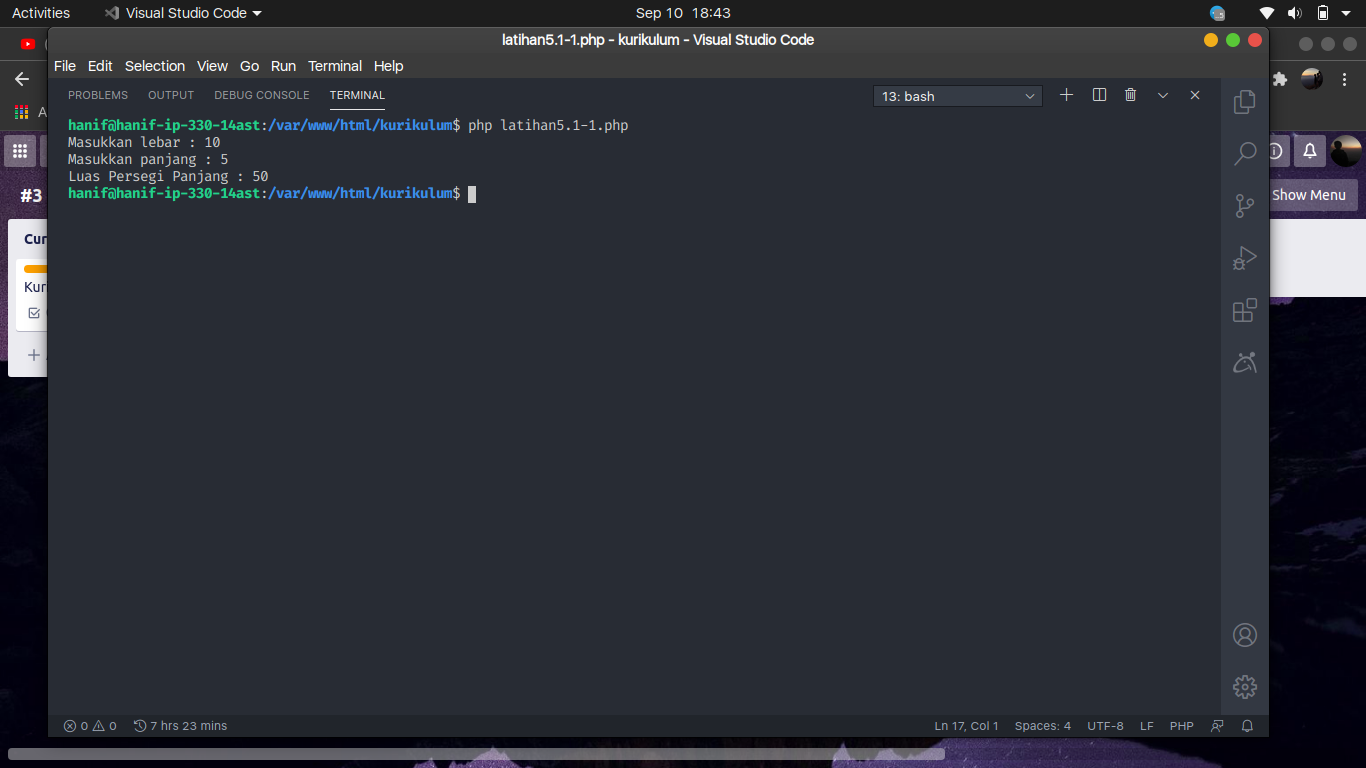 Activities
Visual Studio Code
Sep 10 18:43
latihan5.1-1.php - kurikulum - Visual Studio Code
File Edit Selection View Go Run Terminal Help
PROBLEMS OUTPUT DEBUG CONSOLE TERMINAL
13: bash
hanif@hanif-ip-330-14ast:/var/www/html/kurikulum$ php latihan5.1-1.php
Masukkan lebar : 10
Masukkan panjang : 5
Luas Persegi Panjang : 50
hanif@hanif-ip-330-14ast:/var/www/html/kurikulum$
#3
Show Menu
0 0 7 hrs 23 mins
Ln 17, Col 1 Spaces: 4 UTF-8 LF PHP